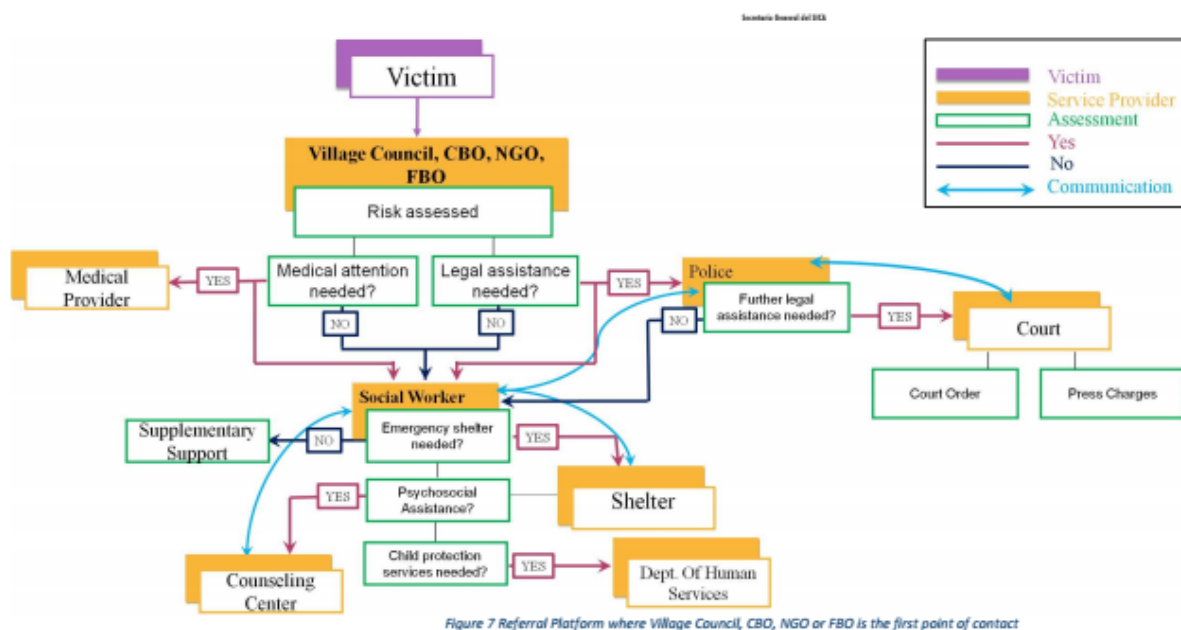 Secretaría General del SICA
Victim
Victim
Service Provider
Assessment
Yes
No
Communication
Village Council, CBO, NGO,
FBO
Risk assessed
Medical
Provider
YES
Medical attention
needed?
Legal assistance
needed?
YES
Police
Further legal
assistance needed?
YES
Court
NO
NO
NO
Court Order
Press Charges
Social Worker
Supplementary
Support
NO
Emergency shelter
needed?
YES
YES
Psychosocial
Assistance?
Shelter
Counseling
Center
Child protection
services needed?
YES
Dept. Of Human
Services
Figure 7 Referral Platform where Village Council, CBO, NGO or FBO is the first point of contact